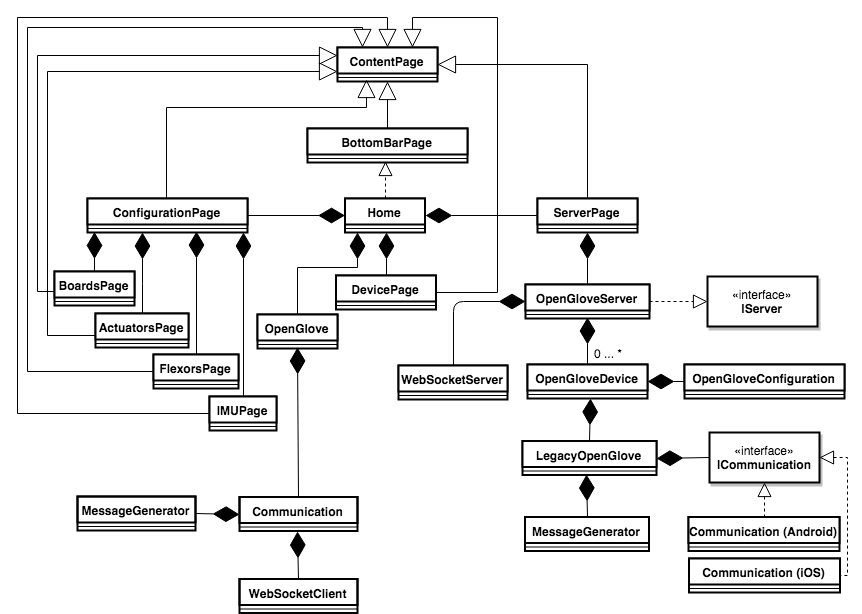 ContentPage
BottomBarPage
ConfigurationPage
Home
ServerPage
BoardsPage
DevicePage
OpenGloveServer
«interface»
IServer
ActuatorsPage
OpenGlove
0 ... *
FlexorsPage
WebSocketServer
OpenGloveDevice
OpenGloveConfiguration
IMUPage
LegacyOpenGlove
«interface»
ICommunication
MessageGenerator
Communication
MessageGenerator
Communication (Android)
Communication (iOS)
WebSocketClient